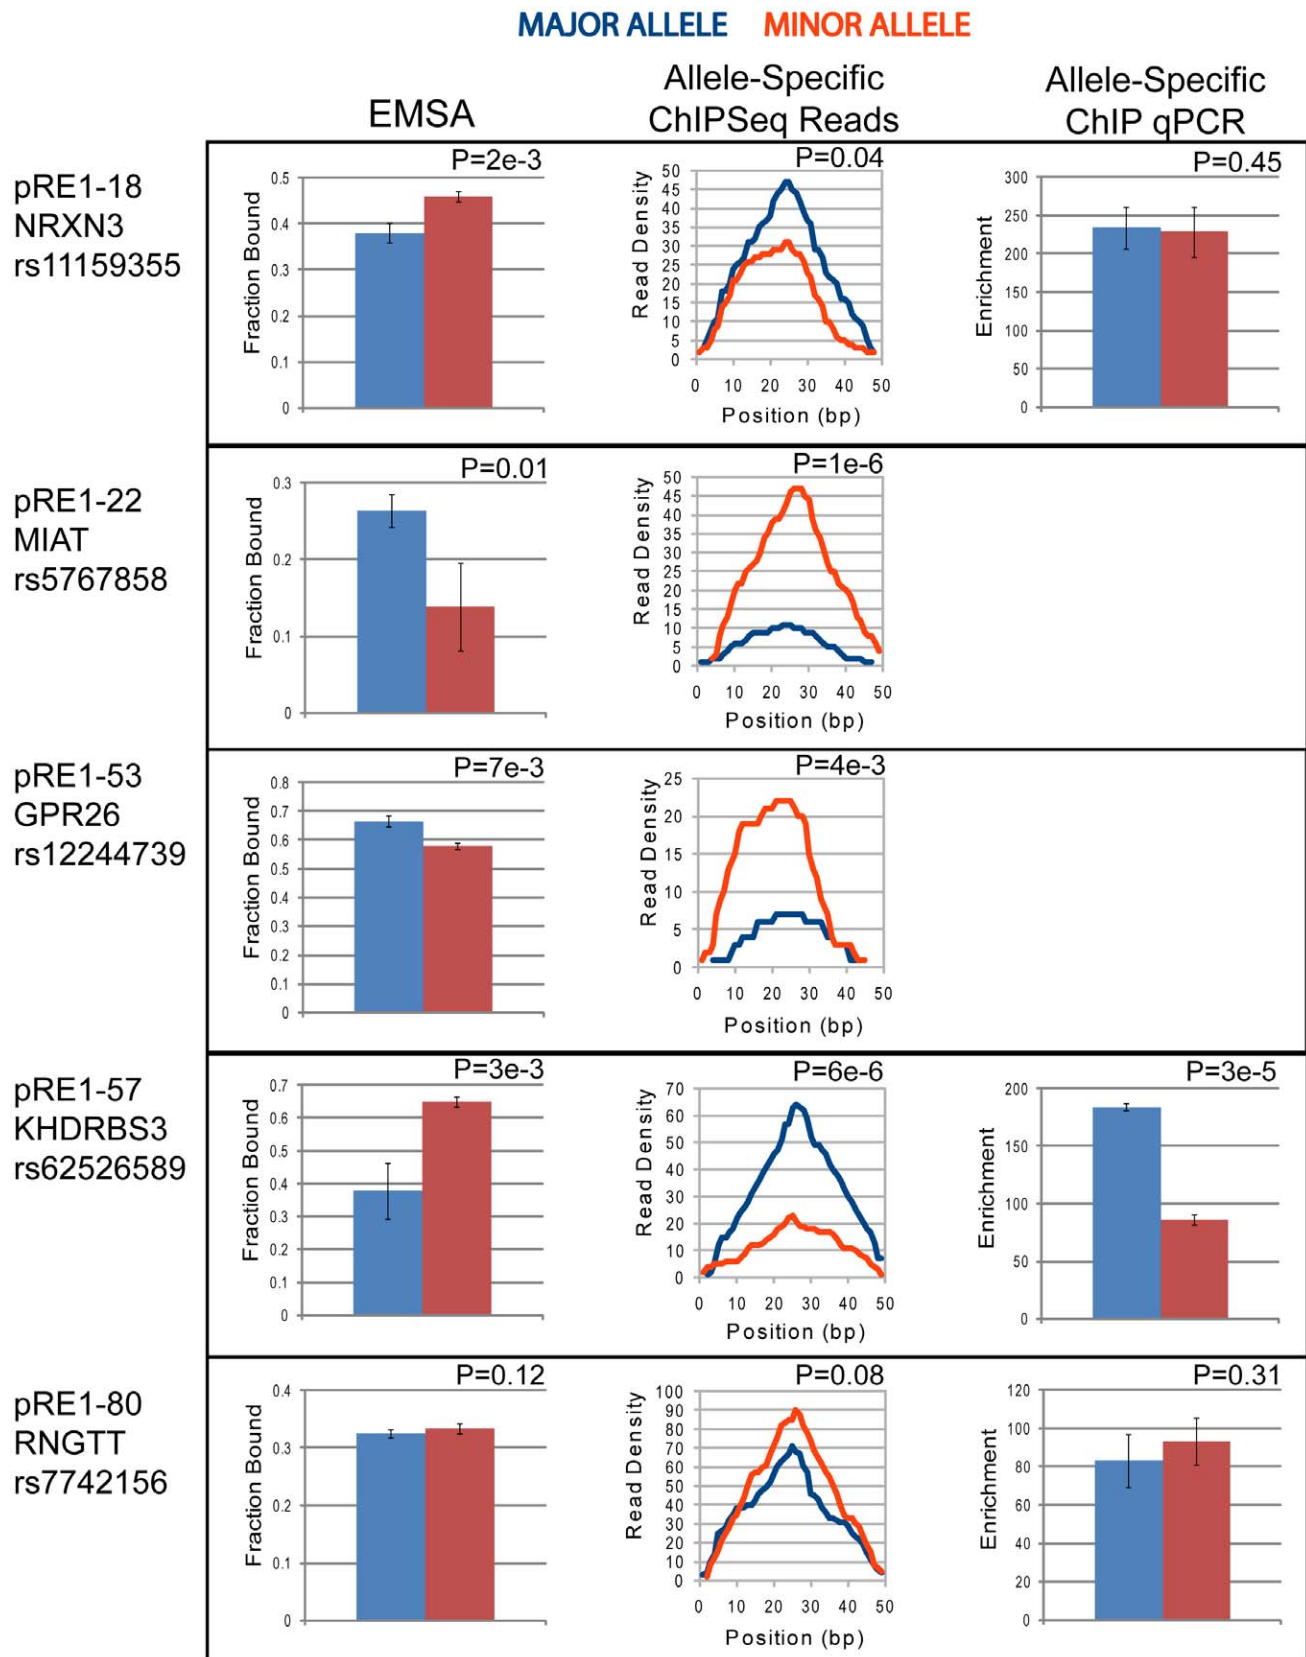 MAJOR ALLELE MINOR ALLELE
EMSA
Allele-Specific
ChIPSeq Reads
Allele-Specific
ChIP qPCR
pRE1-18
NRXN3
rs11159355
P=2e-3
Fraction Bound
0.5
0.4
0.3
0.2
0.1
0
P=0.04
Read Density
50
45
40
35
30
25
20
15
10
5
0
0 10 20 30 40 50
Position (bp)
P=0.45
Enrichment
300
250
200
150
100
50
0
pRE1-22
MIAT
rs5767858
P=0.01
Fraction Bound
0.3
0.2
0.1
0
P=1e-6
Read Density
50
45
40
35
30
25
20
15
10
5
0
0 10 20 30 40 50
Position (bp)
pRE1-53
GPR26
rs12244739
P=7e-3
Fraction Bound
0.8
0.7
0.6
0.5
0.4
0.3
0.2
0.1
0
P=4e-3
Read Density
25
20
15
10
5
0
0 10 20 30 40 50
Position (bp)
pRE1-57
KHDRBS3
rs62526589
P=3e-3
Fraction Bound
0.7
0.6
0.5
0.4
0.3
0.2
0.1
0
P=6e-6
Read Density
70
60
50
40
30
20
10
0
0 10 20 30 40 50
Position (bp)
P=3e-5
Enrichment
200
150
100
50
0
pRE1-80
RNGTT
rs7742156
P=0.12
Fraction Bound
0.4
0.3
0.2
0.1
0
P=0.08
Read Density
100
90
80
70
60
50
40
30
20
10
0
0 10 20 30 40 50
Position (bp)
P=0.31
Enrichment
120
100
80
60
40
20
0